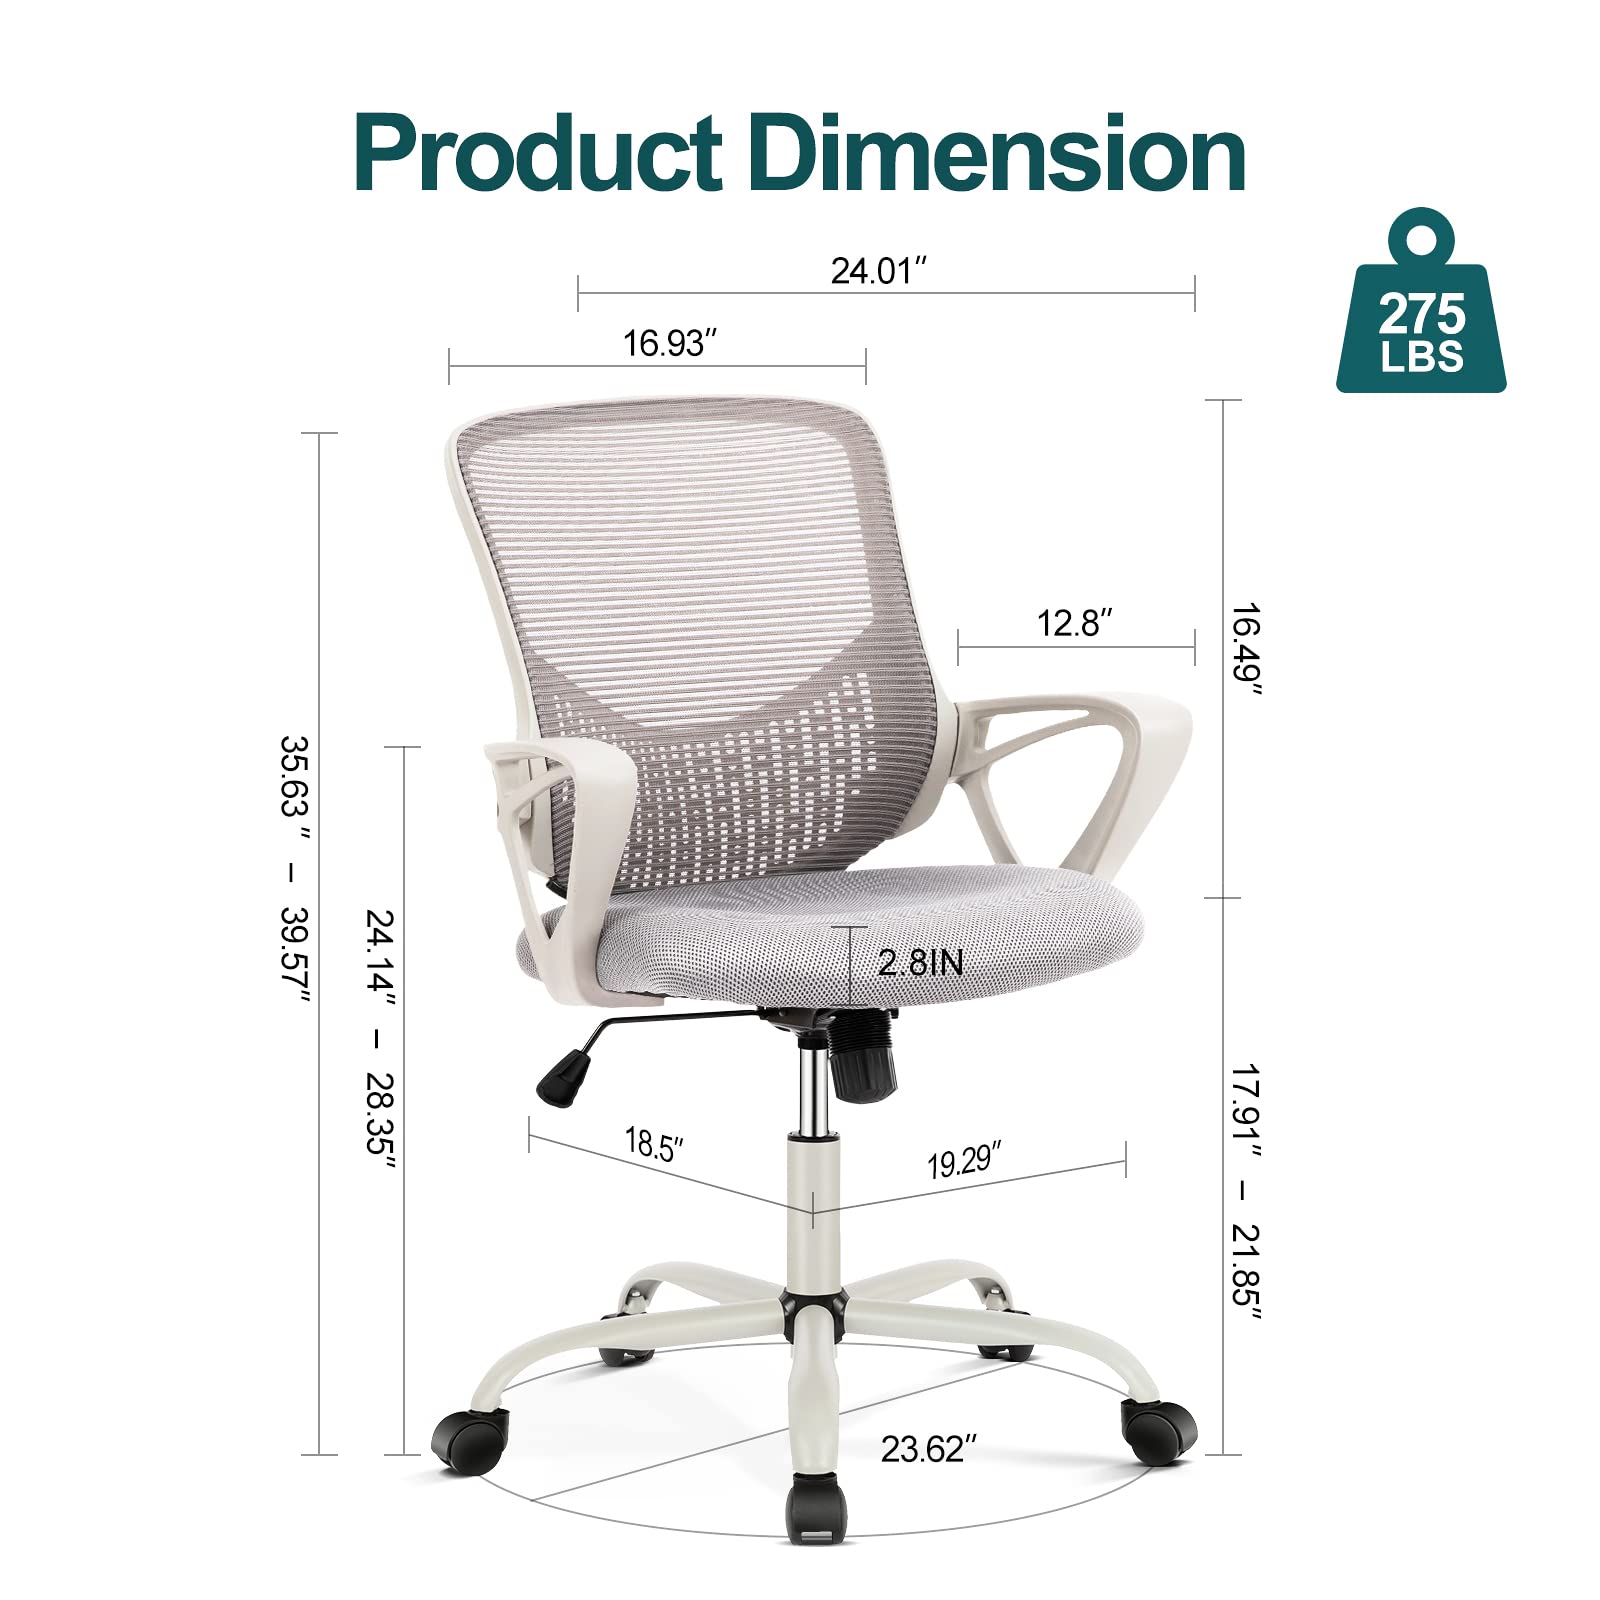 Product Dimension
24.01″
275
LBS
16.93″
12.8″
16.49″
35.63″ – 39.57″
24.14″ – 28.35″
2.8IN
17.91″ – 21.85″
18.5″
19.29″
23.62″